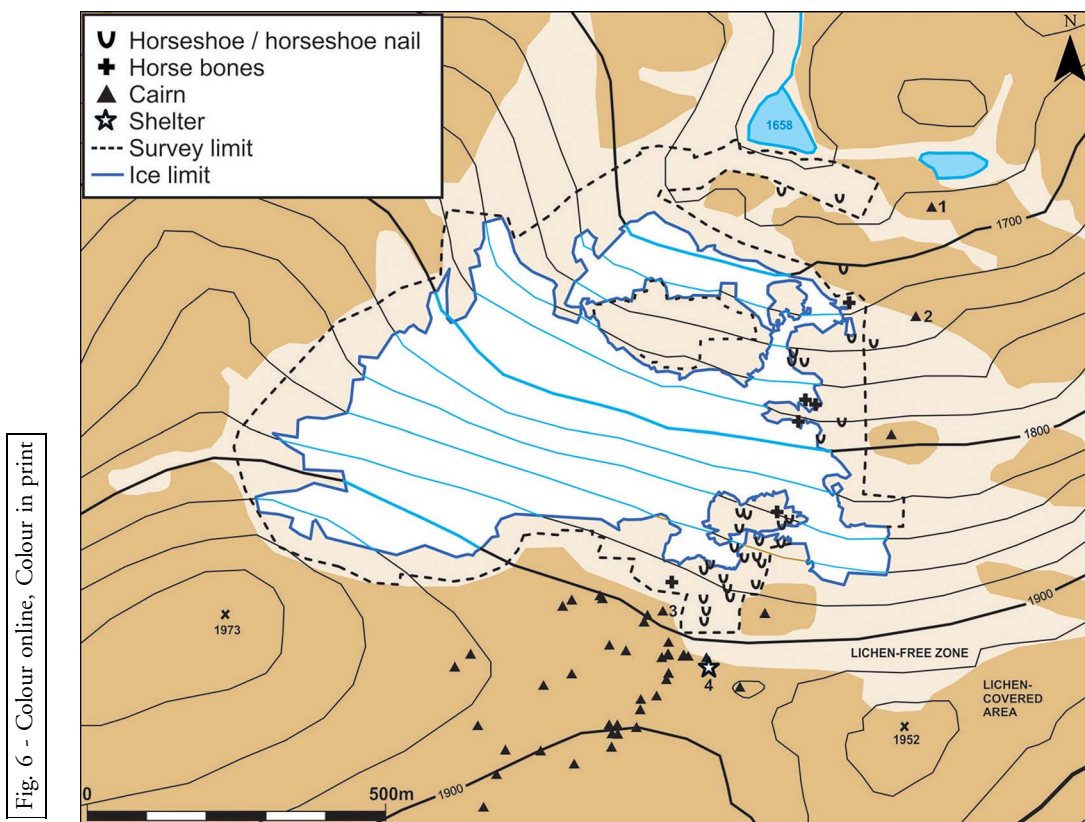 Fig. 6 - Colour online, Colour in print
Horseshoe / horseshoe nail
Horse bones
Cairn
Shelter
Survey limit
Ice limit
N
1658
1
1700
2
1800
1900
3
1973
LICHEN-FREE ZONE
4
LICHEN-
COVERED
AREA
1952
1900
0
500m